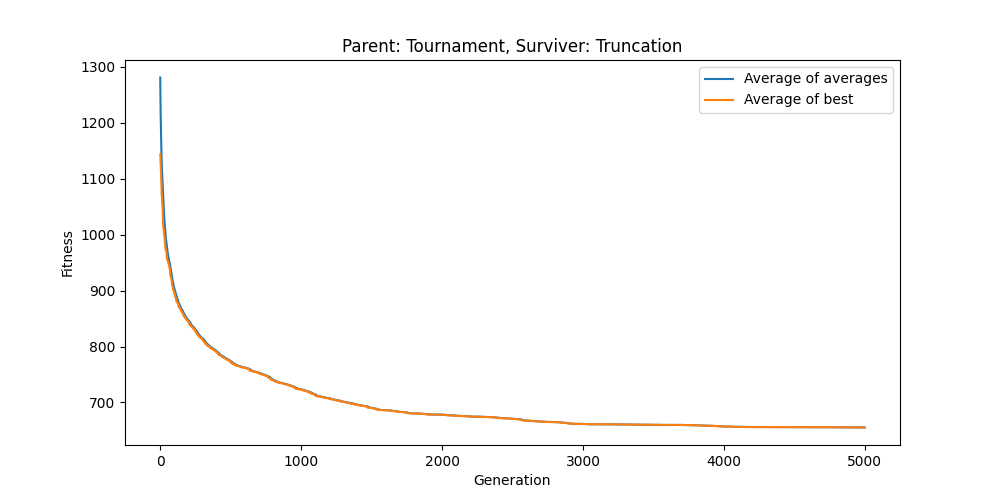 Parent: Tournament, Surviver: Truncation
Average of averages
Average of best
Fitness
1300
1200
1100
1000
900
800
700
0 1000 2000 3000 4000 5000
Generation